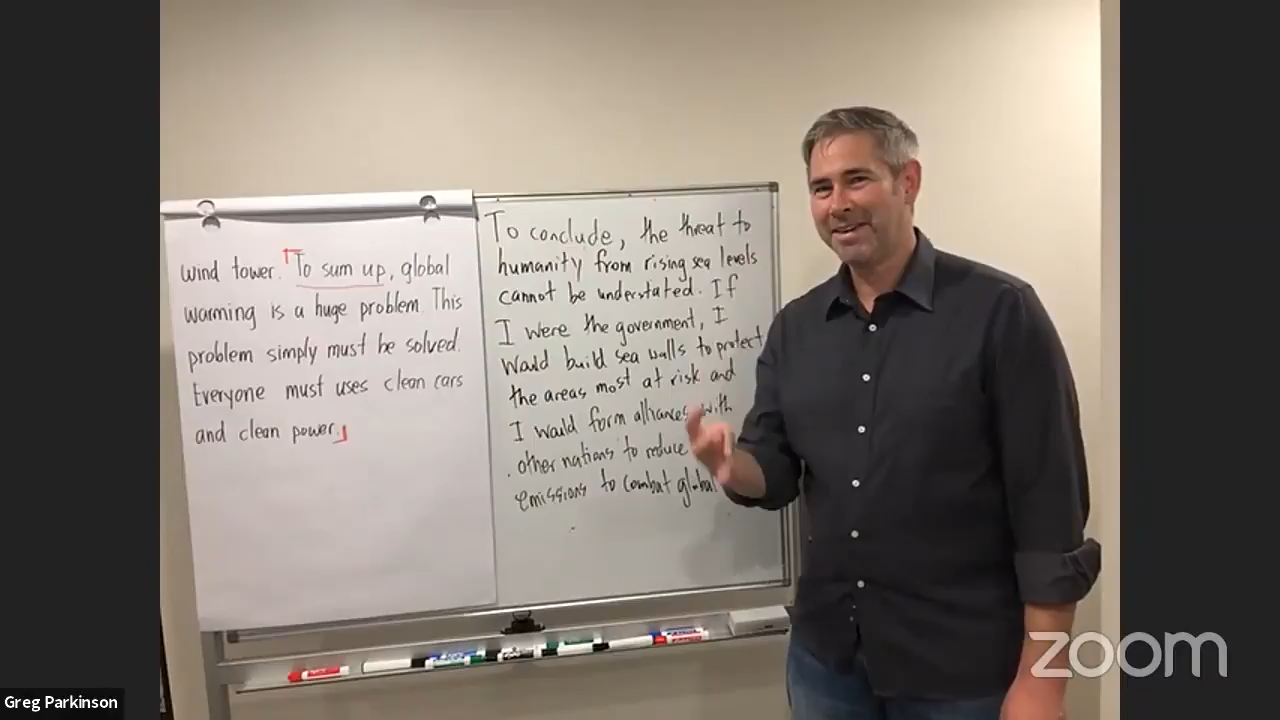 wind tower. To sum up, global
warming is a huge problem. This
problem simply must be solved.
Everyone must uses clean cars
and clean power.
To conclude, the threat to
humanity from rising sea levels
cannot be understated. If
I were the government, I
would build sea walls to protect
the areas most at risk and
I would form alliances with
other nations to reduce
emissions to combat global
Greg Parkinson
zoom